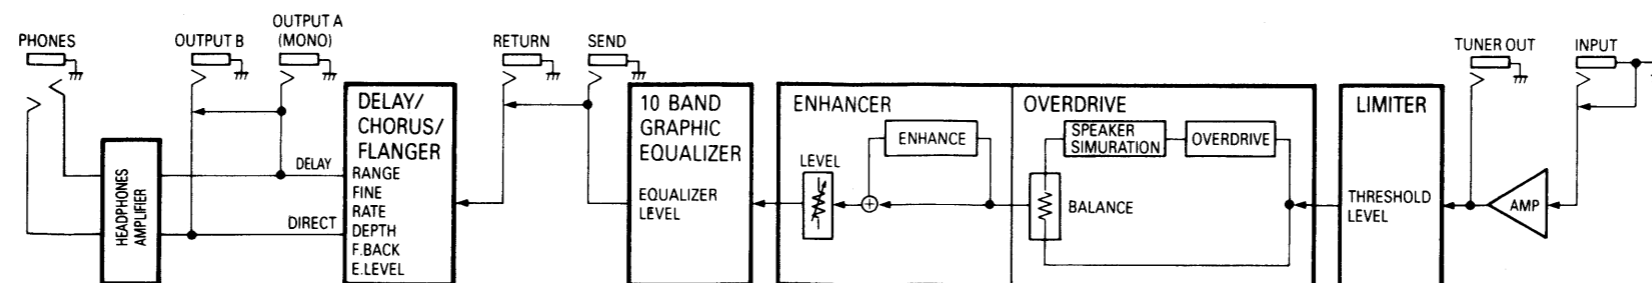 PHONES
OUTPUT B
OUTPUT A
(MONO)
RETURN
SEND
TUNER OUT
INPUT
HEADPHONES
AMPLIFIER
DELAY
DIRECT
DELAY/
CHORUS/
FLANGER
RANGE
FINE
RATE
DEPTH
F.BACK
E.LEVEL
10 BAND
GRAPHIC
EQUALIZER
EQUALIZER
LEVEL
ENHANCER
ENHANCE
LEVEL
OVERDRIVE
SPEAKER
SIMURATION
OVERDRIVE
BALANCE
LIMITER
THRESHOLD
LEVEL
AMP